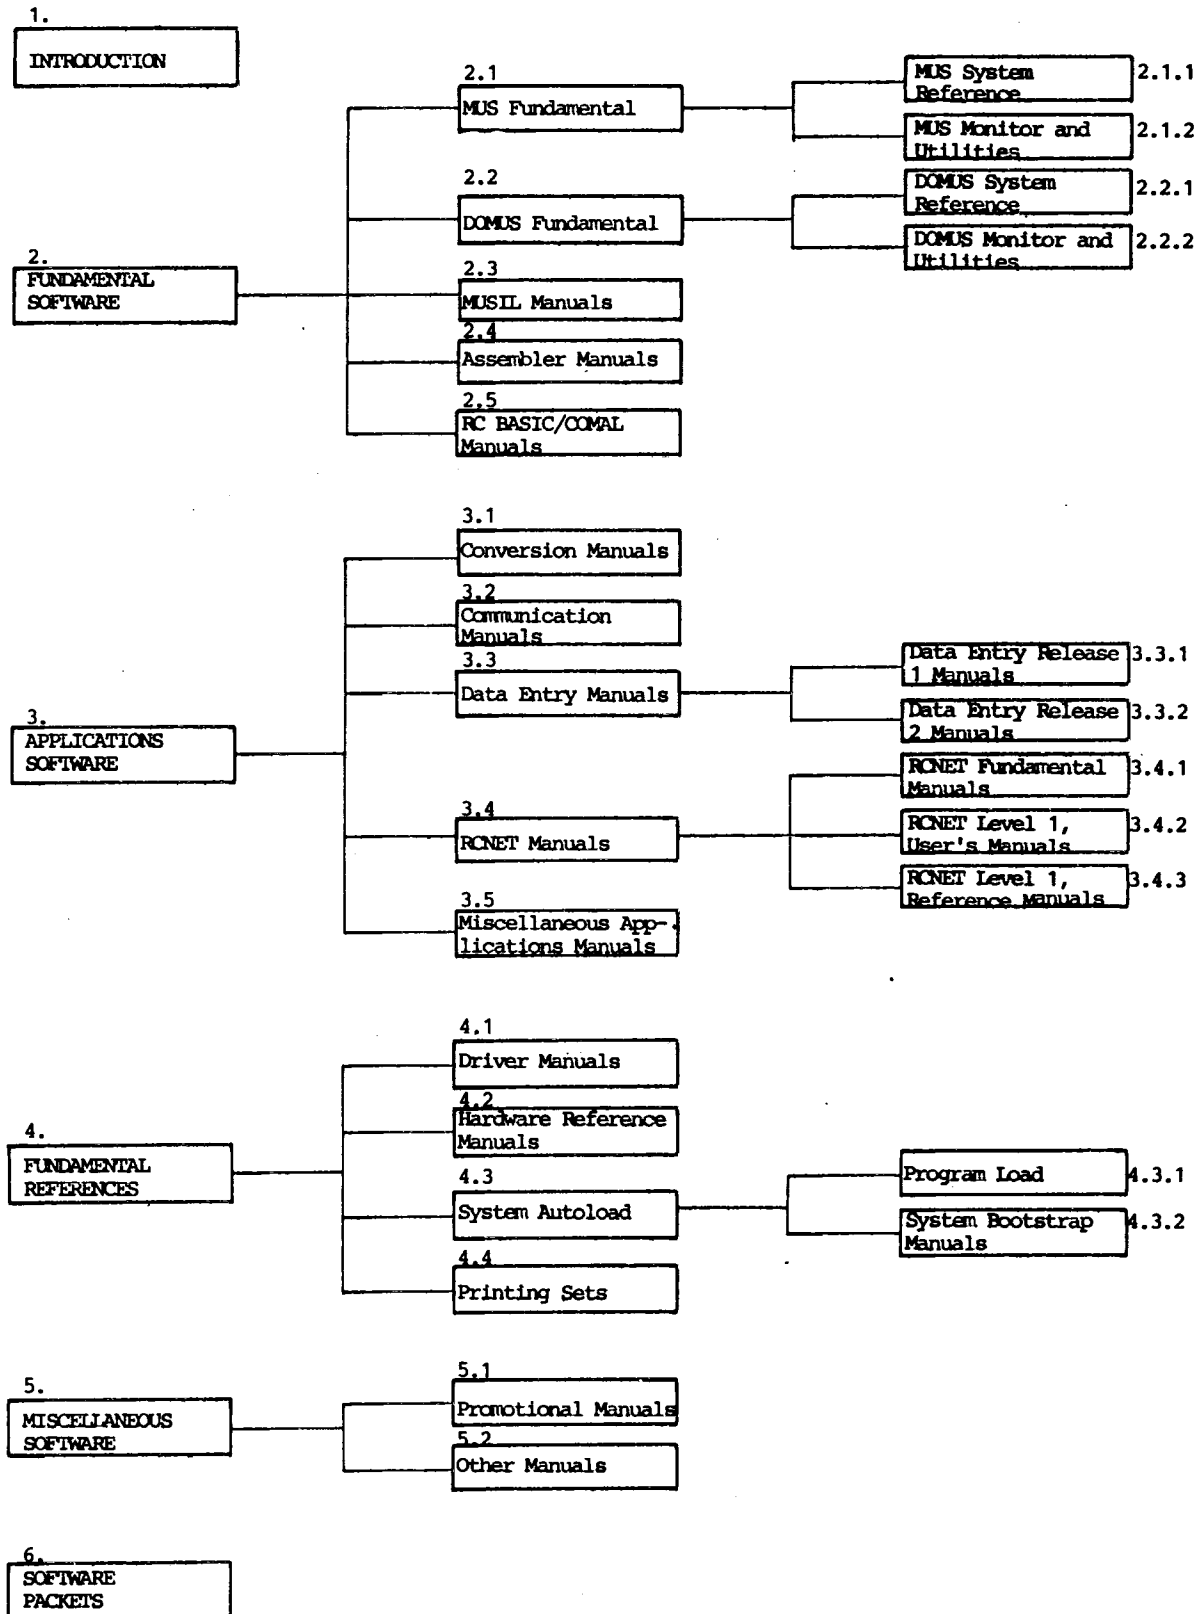 1.
INTRODUCTION
2.
FUNDAMENTAL
SOFTWARE
2.1
MUS Fundamental
MUS System
Reference
2.1.1
MUS Monitor and
Utilities
2.1.2
2.2
DOMUS Fundamental
DOMUS System
Reference
2.2.1
DOMUS Monitor and
Utilities
2.2.2
2.3
MUSIL Manuals
2.4
Assembler Manuals
2.5
RC BASIC/COMAL
Manuals
3.
APPLICATIONS
SOFTWARE
3.1
Conversion Manuals
3.2
Communication
Manuals
3.3
Data Entry Manuals
Data Entry Release
1 Manuals
3.3.1
Data Entry Release
2 Manuals
3.3.2
3.4
RCNET Manuals
RCNET Fundamental
Manuals
3.4.1
RCNET Level 1,
User's Manuals
3.4.2
RCNET Level 1,
Reference Manuals
3.4.3
3.5
Miscellaneous App-
lications Manuals
4.
FUNDAMENTAL
REFERENCES
4.1
Driver Manuals
4.2
Hardware Reference
Manuals
4.3
System Autoload
Program Load
4.3.1
System Bootstrap
Manuals
4.3.2
4.4
Printing Sets
5.
MISCELLANEOUS
SOFTWARE
5.1
Promotional Manuals
5.2
Other Manuals
6.
SOFTWARE
PACKETS